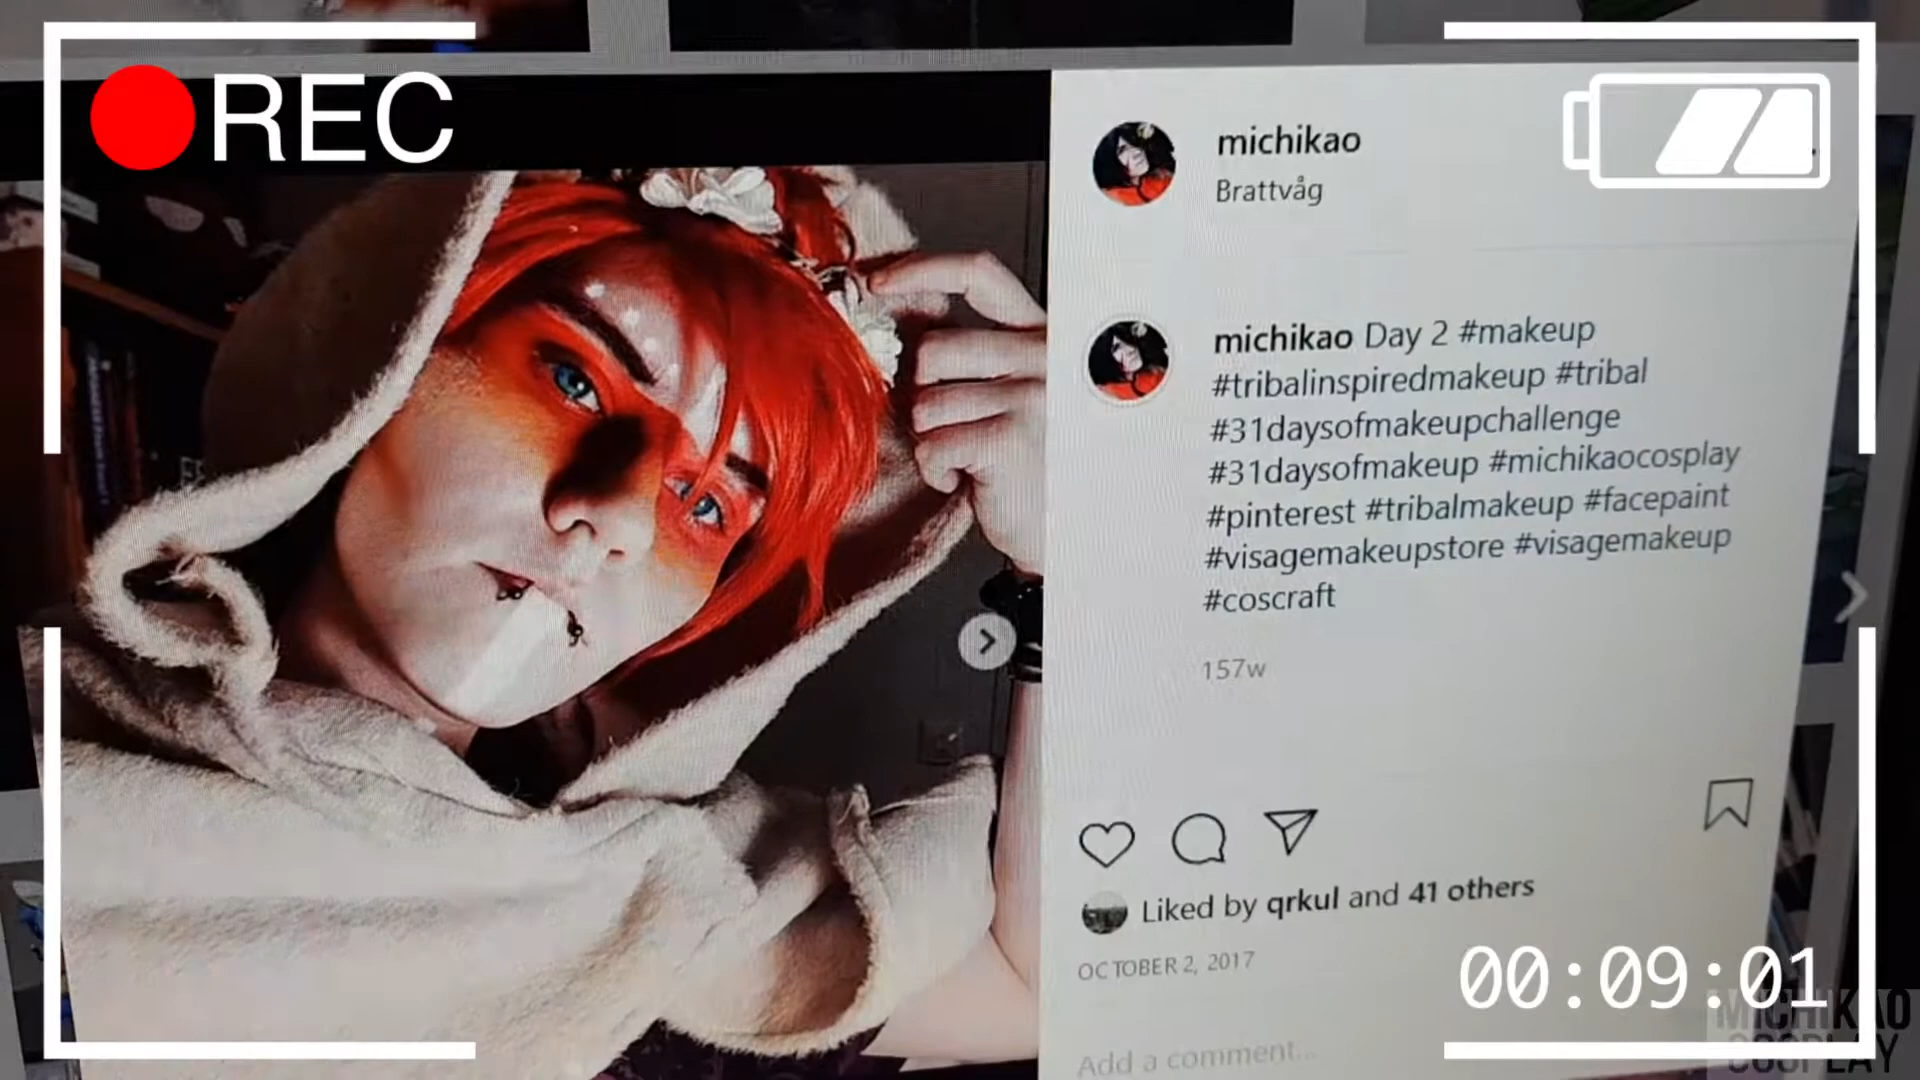 REC
michikao
Brattvåg
michikao Day 2 #makeup
#tribalinspiredmakeup #tribal
#31daysofmakeupchallenge
#31daysofmakeup #michikaocosplay
#pinterest #tribalmakeup #facepaint
#visagemakeupstore #visagemakeup
#coscraft
157w
Liked by qrkul and 41 others
OCTOBER 2, 2017
00:09:01
Add a comment...
MICHIKAO
COSPLAY